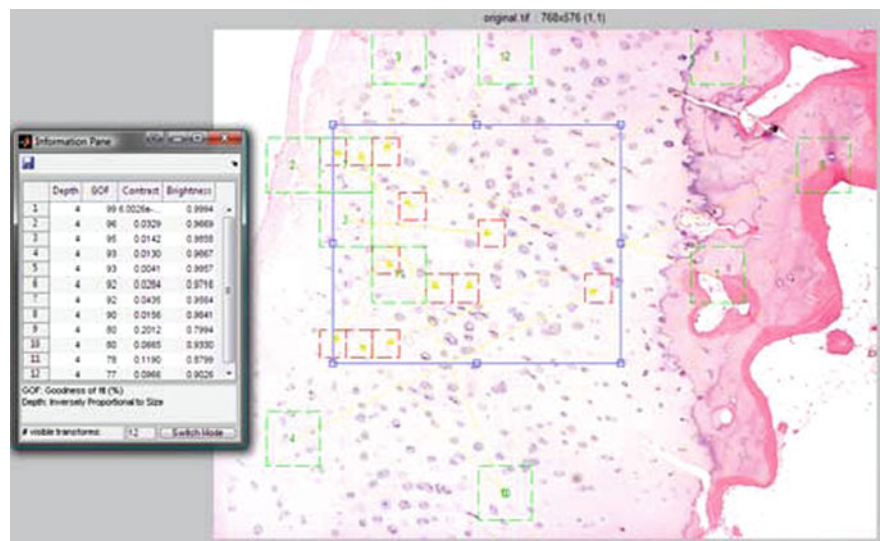 original.tif : 768x576 (1,1)
Information Pane
Depth GOF Contrast Brightness
1 4 99 6.0026e-... 0.9994
2 4 96 0.0329 0.9669
3 4 95 0.0142 0.9858
4 4 93 0.0130 0.9867
5 4 93 0.0041 0.9957
6 4 92 0.0284 0.9716
7 4 92 0.0435 0.9564
8 4 90 0.0156 0.9841
9 4 80 0.2012 0.7994
10 4 80 0.0665 0.9330
11 4 78 0.1190 0.8799
12 4 77 0.0966 0.9026
GOF: Goodness of fit (%)
Depth: Inversely Proportional to Size
# visible transforms: 12 Switch Mode
3 12 5
2
3
4
10